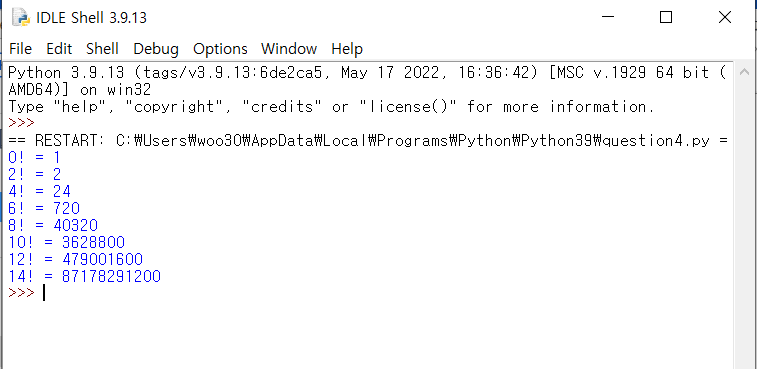 IDLE Shell 3.9.13
File Edit Shell Debug Options Window Help
Python 3.9.13 (tags/v3.9.13:6de2ca5, May 17 2022, 16:36:42) [MSC v.1929 64 bit (
AMD64)] on win32
Type "help", "copyright", "credits" or "license()" for more information.
>>>
== RESTART: C:₩Users₩woo30₩AppData₩Local₩Programs₩Python₩Python39₩question4.py =
0! = 1
2! = 2
4! = 24
6! = 720
8! = 40320
10! = 3628800
12! = 479001600
14! = 87178291200
>>>